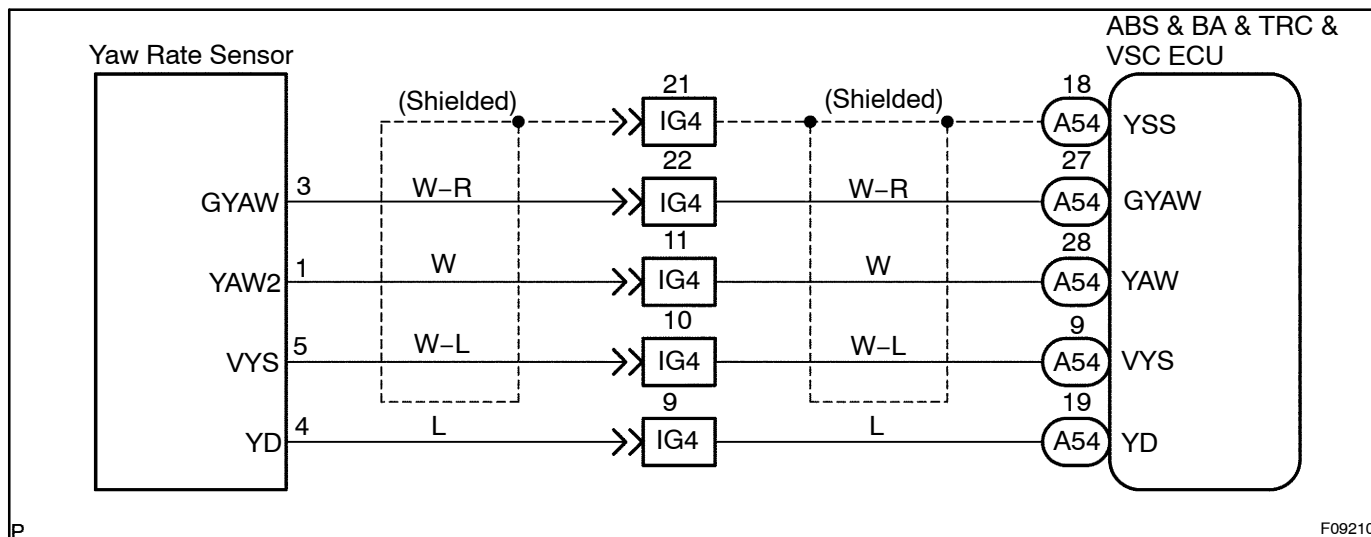 ABS & BA & TRC &
VSC ECU
Yaw Rate Sensor
(Shielded) 21 IG4 (Shielded) 18 A54 YSS
GYAW 3 W–R 22 IG4 W–R 27 A54 GYAW
YAW2 1 W 11 IG4 W 28 A54 YAW
VYS 5 W–L 10 IG4 W–L 9 A54 VYS
YD 4 L 9 IG4 L 19 A54 YD
P F09210